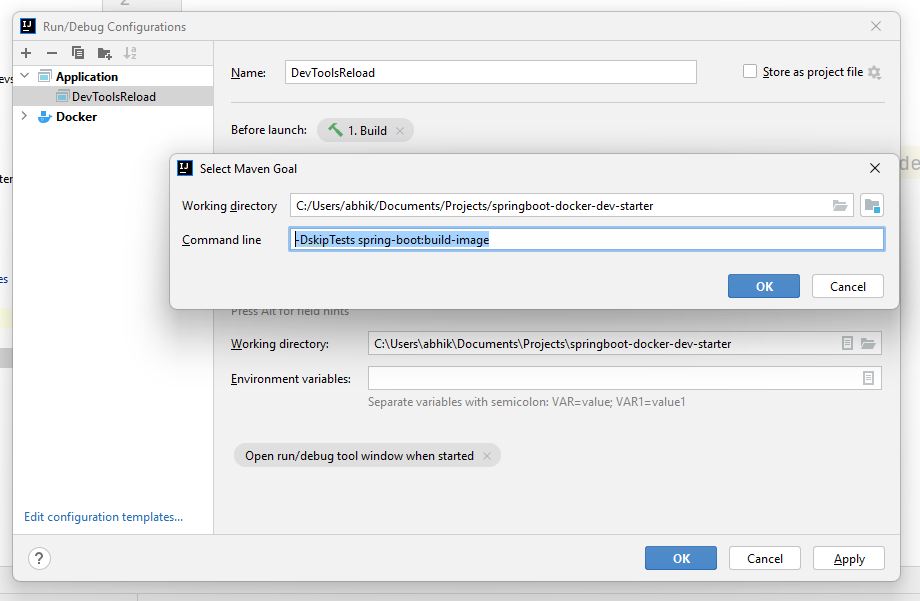 Run/Debug Configurations
Application
DevToolsReload
Docker
Name:
DevToolsReload
Store as project file
Before launch:
1. Build
Select Maven Goal
Working directory
C:/Users/abhik/Documents/Projects/springboot-docker-dev-starter
Command line
-DskipTests spring-boot:build-image
OK
Cancel
Press Alt for field hints
Working directory:
C:\Users\abhik\Documents\Projects\springboot-docker-dev-starter
Environment variables:
Separate variables with semicolon: VAR=value; VAR1=value1
Open run/debug tool window when started
Edit configuration templates...
?
OK
Cancel
Apply